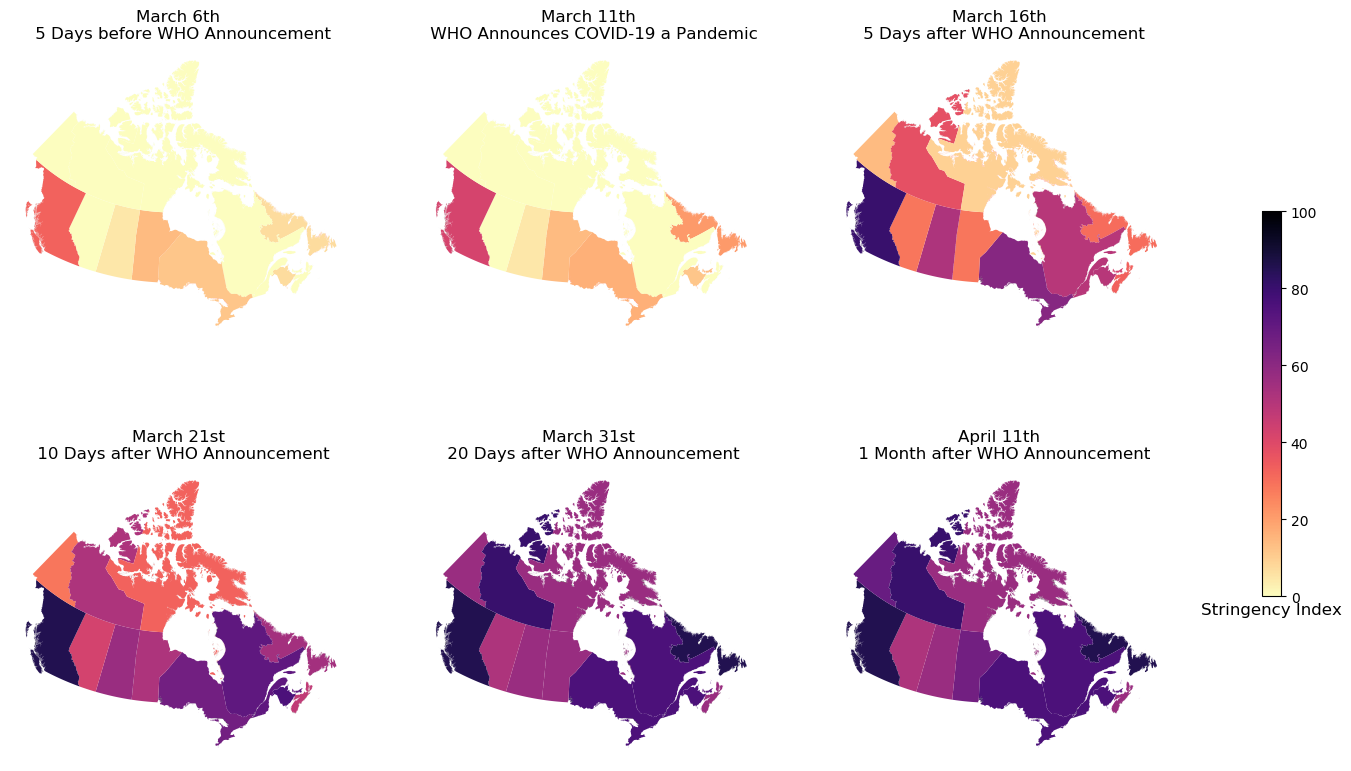 March 6th
5 Days before WHO Announcement
March 11th
WHO Announces COVID-19 a Pandemic
March 16th
5 Days after WHO Announcement
100
80
60
40
20
0
Stringency Index
March 21st
10 Days after WHO Announcement
March 31st
20 Days after WHO Announcement
April 11th
1 Month after WHO Announcement